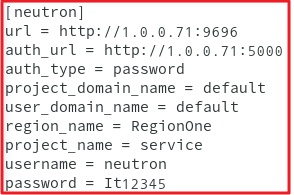 [neutron]
url = http://1.0.0.71:9696
auth_url = http://1.0.0.71:5000
auth_type = password
project_domain_name = default
user_domain_name = default
region_name = RegionOne
project_name = service
username = neutron
password = It12345